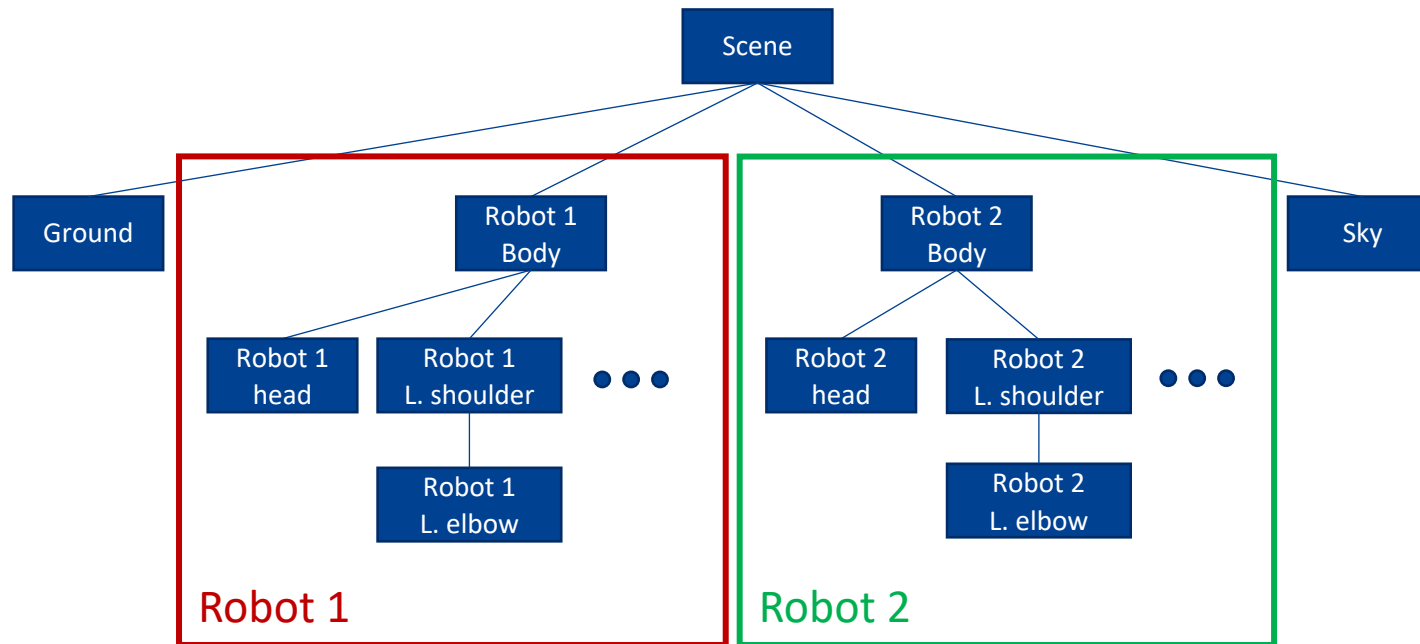 Scene
Ground
Robot 1
Body
Robot 2
Body
Sky
Robot 1
head
Robot 1
L. shoulder
Robot 2
head
Robot 2
L. shoulder
Robot 1
L. elbow
Robot 2
L. elbow
Robot 1
Robot 2